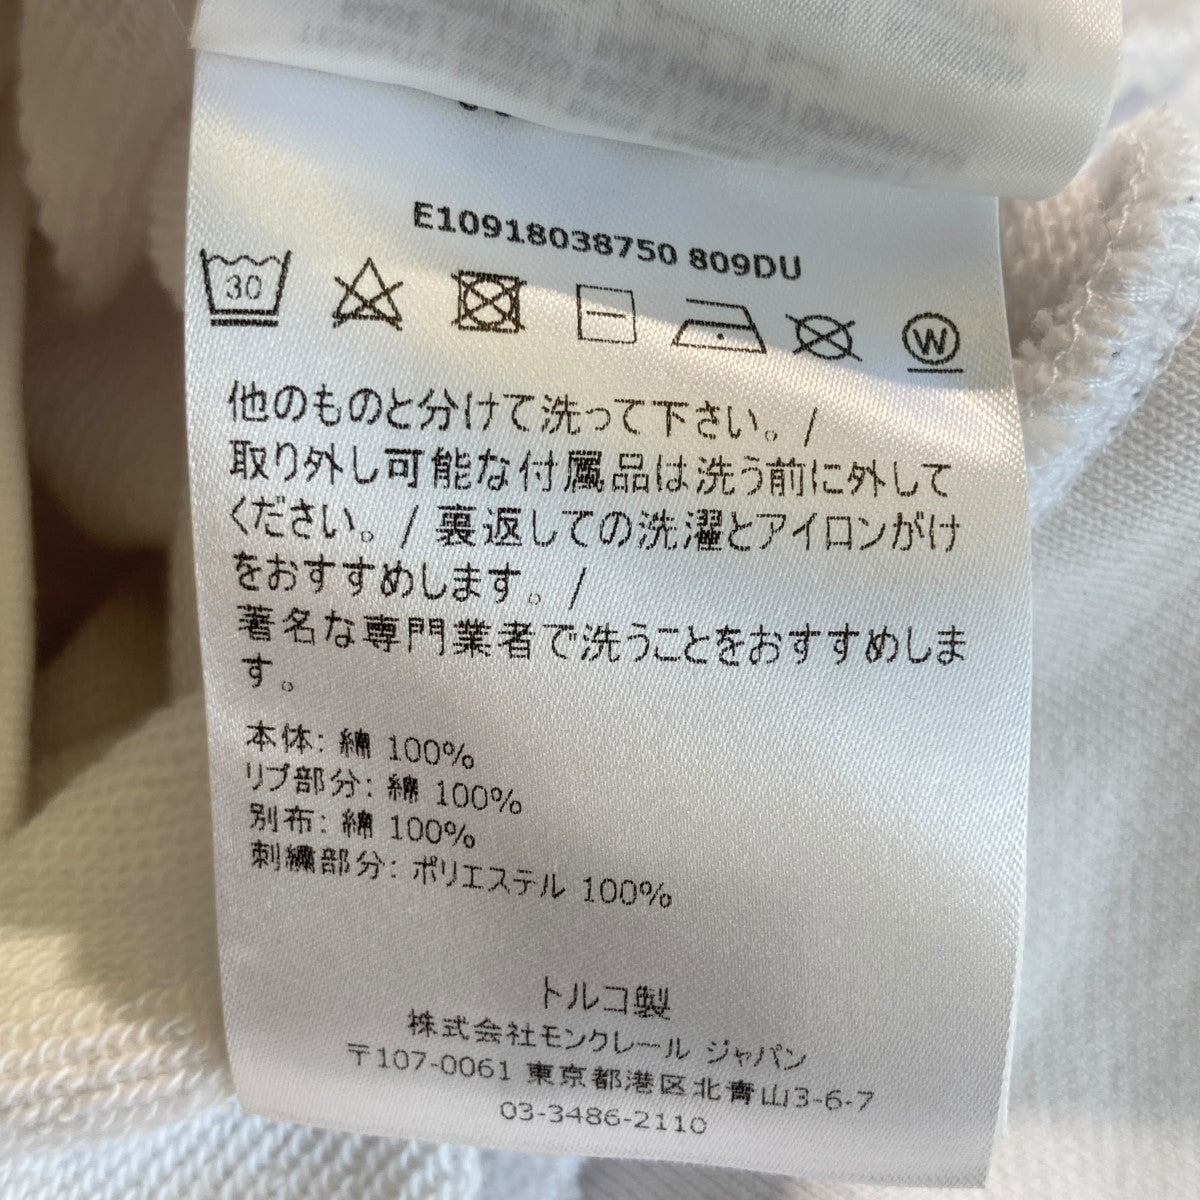 E10918038750 809DU
30
W
他のものと分けて洗って下さい。/
取り外し可能な付属品は洗う前に外して
ください。/ 裏返しての洗濯とアイロンがけ
をおすすめします。/
著名な専門業者で洗うことをおすすめしま
す。
本体: 綿 100%
リブ部分: 綿 100%
別布: 綿 100%
刺繍部分: ポリエステル 100%
トルコ製
株式会社モンクレール ジャパン
〒107-0061 東京都港区北青山3-6-7
03-3486-2110